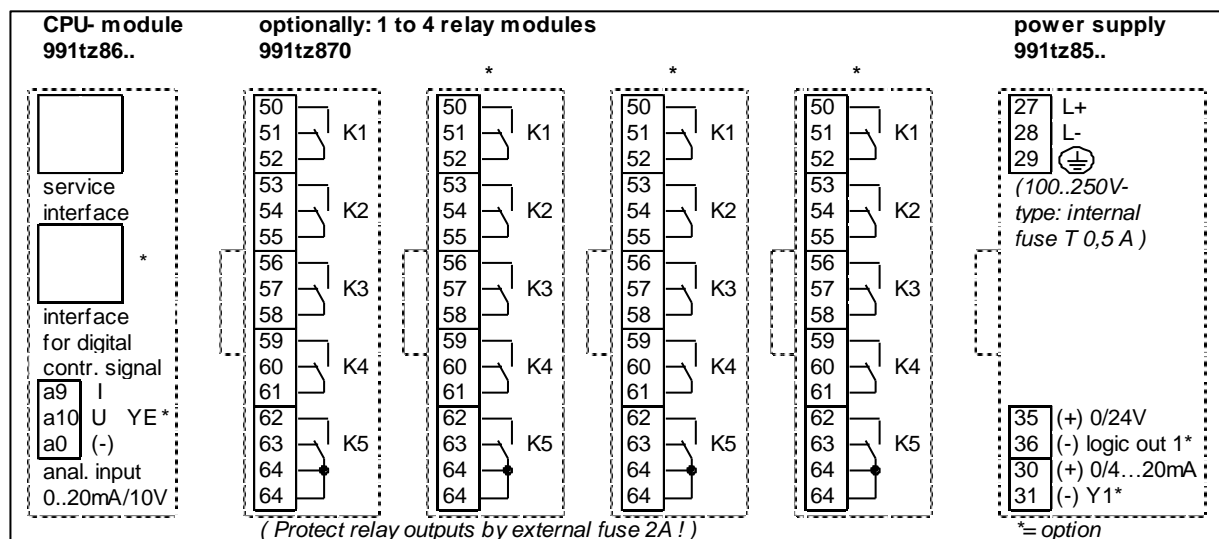 CPU- module
991tz86..
service
interface
*
interface
for digital
contr. signal
a9 I
a10 U YE*
a0 (-)
anal. input
0..20mA/10V
optionally: 1 to 4 relay modules
991tz870
50
51 K1
52
53
54 K2
55
56
57 K3
58
59
60 K4
61
62
63 K5
64
64
*
50
51 K1
52
53
54 K2
55
56
57 K3
58
59
60 K4
61
62
63 K5
64
64
*
50
51 K1
52
53
54 K2
55
56
57 K3
58
59
60 K4
61
62
63 K5
64
64
*
50
51 K1
52
53
54 K2
55
56
57 K3
58
59
60 K4
61
62
63 K5
64
64
( Protect relay outputs by external fuse 2A ! )
power supply
991tz85..
27 L+
28 L-
29
(100..250V-
type: internal
fuse T 0,5 A )
35 (+) 0/24V
36 (-) logic out 1*
30 (+) 0/4...20mA
31 (-) Y1*
*= option